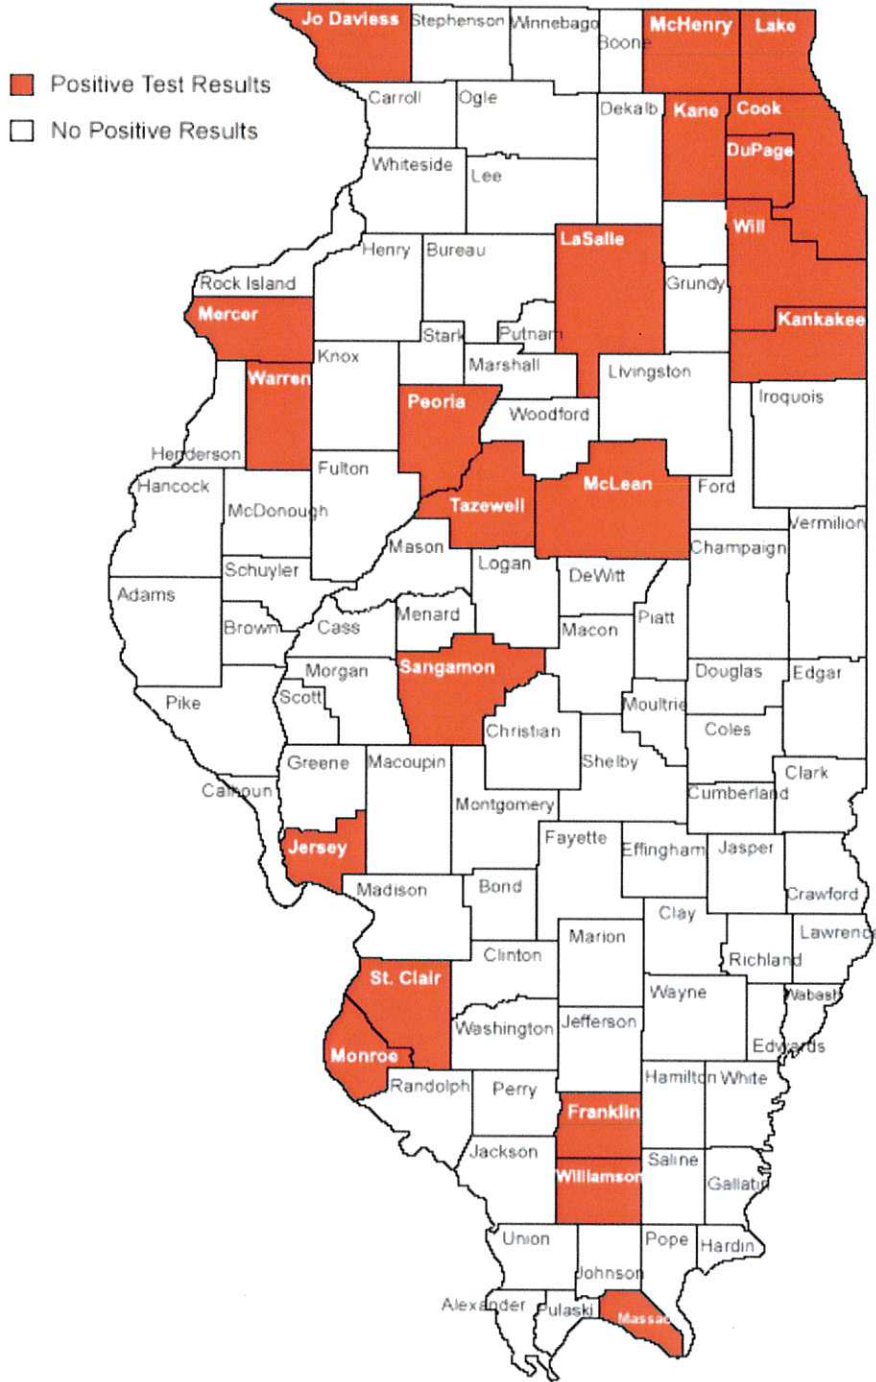 Jo Daviess
Stephenson
Winnebago
Boone
McHenry
Lake
Positive Test Results
No Positive Results
Carroll
Ogle
Dekalb
Kane
Cook
DuPage
Whiteside
Lee
Will
LaSalle
Henry
Bureau
Rock Island
Grundy
Mercer
Kankakee
Stark
Putnam
Knox
Marshall
Livingston
Warren
Iroquois
Peoria
Woodford
Henderson
Fulton
Hancock
McLean
Ford
Tazewell
McDonough
Vermilion
Mason
Champaign
Logan
Schuyler
DeWitt
Adams
Menard
Piatt
Brown
Cass
Macon
Morgan
Sangamon
Douglas
Edgar
Scott
Pike
Moultrie
Christian
Coles
Greene
Macoupin
Shelby
Clark
Calhoun
Cumberland
Montgomery
Fayette
Jersey
Effingham
Jasper
Madison
Bond
Crawford
Clay
Marion
Lawrenc
Clinton
Richland
St. Clair
Wayne
Wabash
Washington
Jefferson
Edwards
Monroe
Randolph
Perry
Hamilton
White
Franklin
Jackson
Saline
Williamson
Gallatin
Union
Pope
Hardin
Johnson
Alexander
Pulaski
Massac